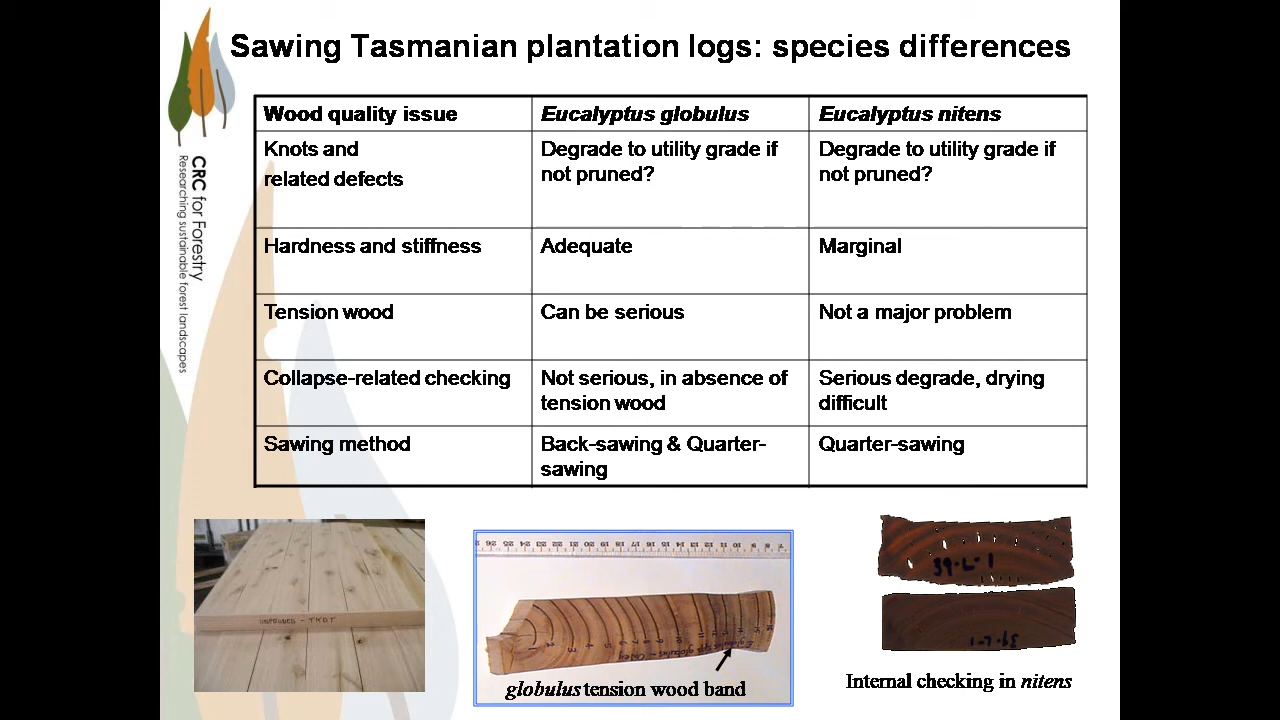 Sawing Tasmanian plantation logs: species differences
CRC for Forestry
Researching sustainable forest landscapes
Wood quality issue
Eucalyptus globulus
Eucalyptus nitens
Knots and
related defects
Degrade to utility grade if
not pruned?
Degrade to utility grade if
not pruned?
Hardness and stiffness
Adequate
Marginal
Tension wood
Can be serious
Not a major problem
Collapse-related checking
Not serious, in absence of
tension wood
Serious degrade, drying
difficult
Sawing method
Back-sawing & Quarter-
sawing
Quarter-sawing
39-L-1
39-L-1
globulus tension wood band
Internal checking in nitens